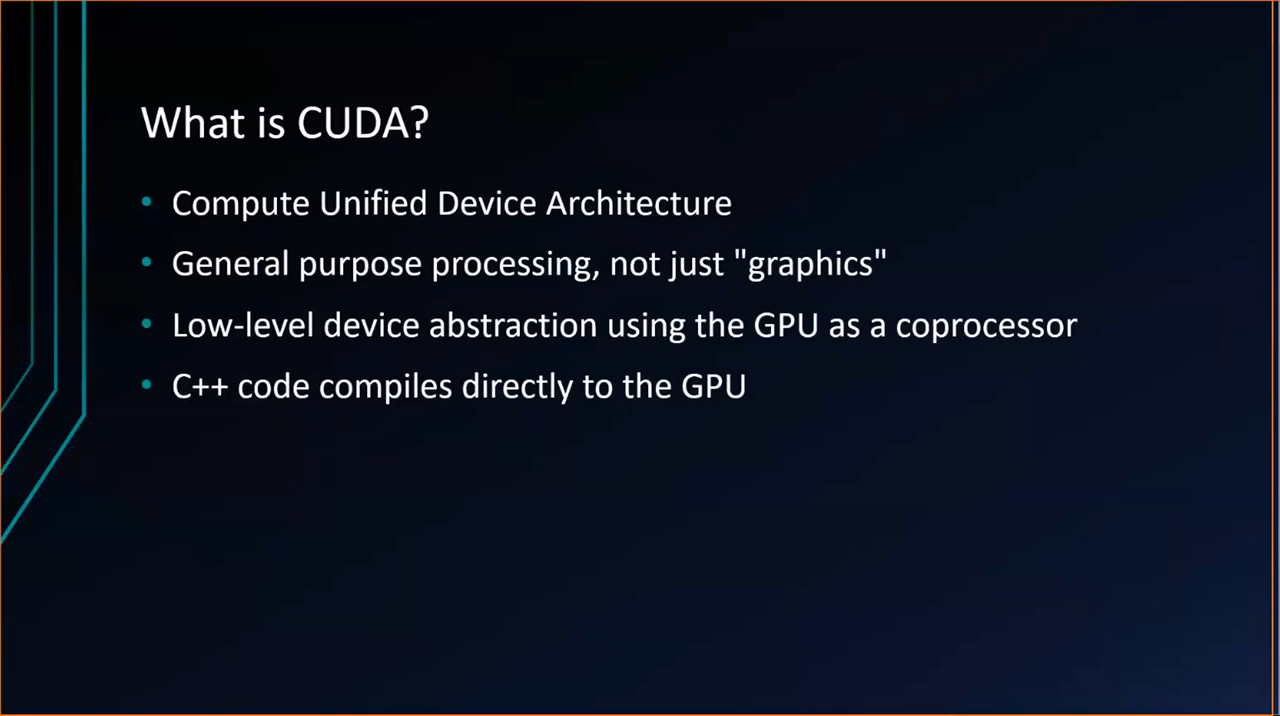 What is CUDA?
• Compute Unified Device Architecture
• General purpose processing, not just "graphics"
• Low-level device abstraction using the GPU as a coprocessor
• C++ code compiles directly to the GPU